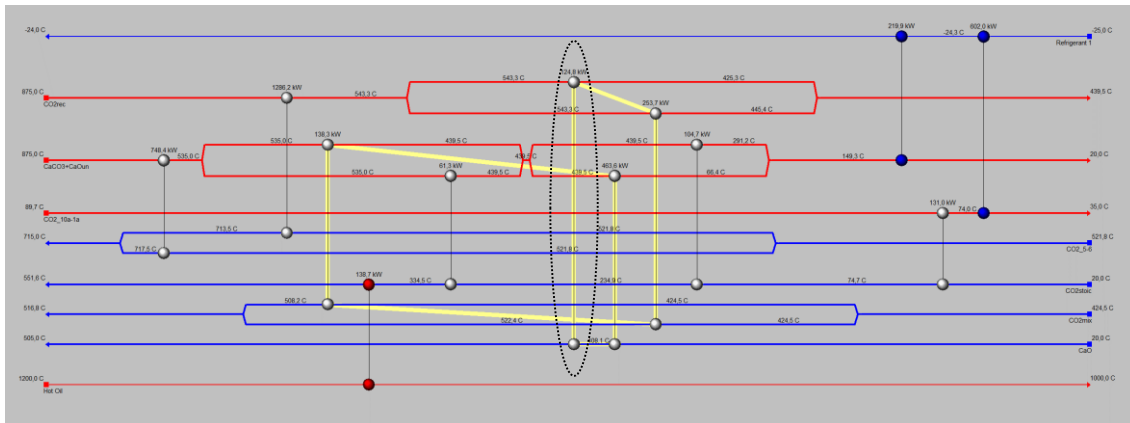 219,9 kW
602,0 kW
-24,0 C
-24,3 C
-25,0 C
Refrigerant 1
543,3 C
524,8 kW
425,3 C
1286,2 kW
253,7 kW
875,0 C
543,3 C
543,3 C
445,4 C
439,5 C
CO2rec
138,3 kW
104,7 kW
748,4 kW
535,0 C
439,5 C
439,5 C
291,2 C
875,0 C
535,0 C
61,3 kW
439,5 C
463,6 kW
149,3 C
20,0 C
CaCO3+CaOun
535,0 C
439,5 C
439,5 C
66,4 C
131,0 kW
89,7 C
74,0 C
35,0 C
CO2_10a-1a
713,5 C
521,8 C
715,0 C
717,5 C
521,8 C
521,8 C
CO2_5-6
138,7 kW
551,6 C
334,5 C
234,9 C
74,7 C
20,0 C
CO2stoic
508,2 C
424,5 C
516,8 C
522,4 C
424,5 C
424,5 C
CO2mix
505,0 C
20,0 C
CaO
1200,0 C
1000,0 C
Hot Oil